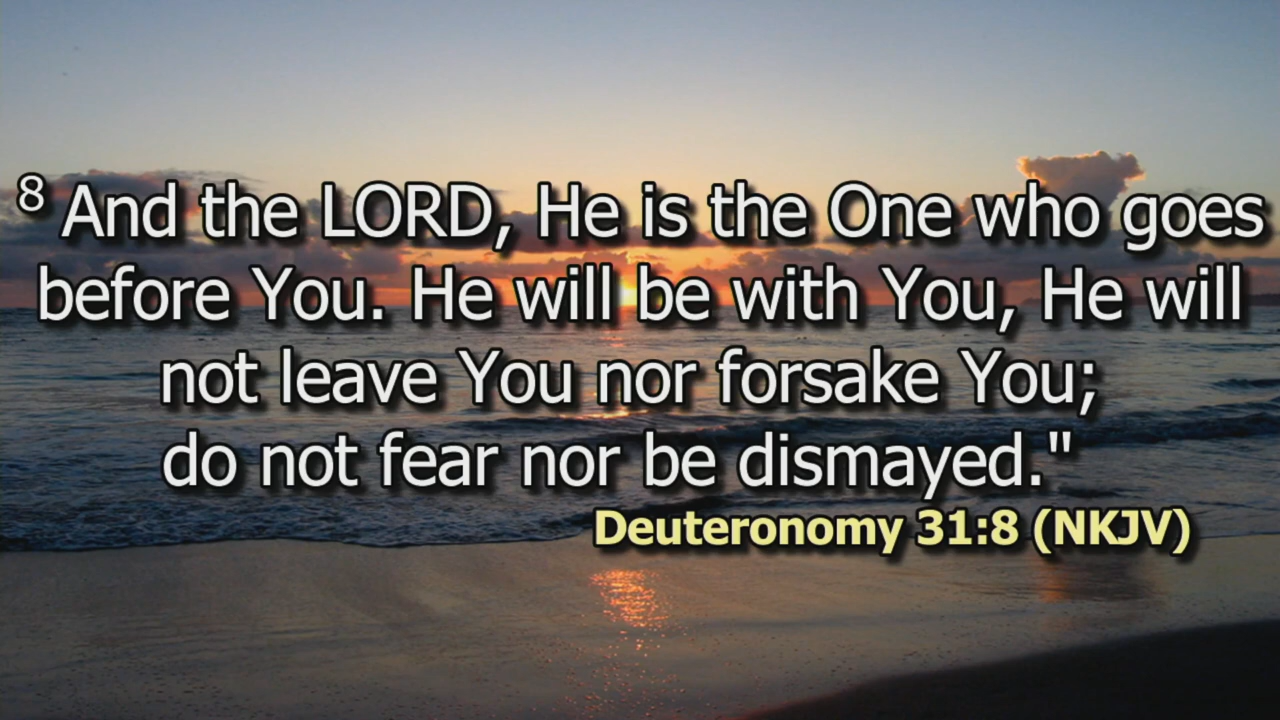 8 And the LORD, He is the One who goes
before You. He will be with You, He will
not leave You nor forsake You;
do not fear nor be dismayed."
Deuteronomy 31:8 (NKJV)